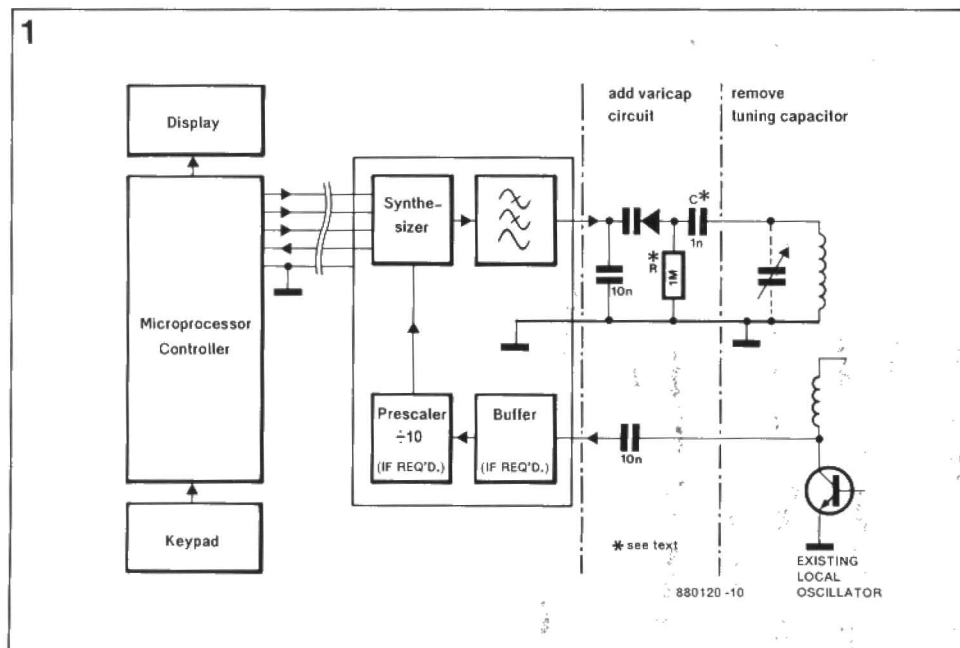 1
Display
Microprocessor
Controller
Keypad
Synthe-
sizer
Prescaler
÷10
(IF REQ'D.)
Buffer
(IF REQ'D.)
add varicap
circuit
remove
tuning capacitor
C*
1n
*
R
1M
10n
10n
* see text
880120 - 10
EXISTING
LOCAL
OSCILLATOR